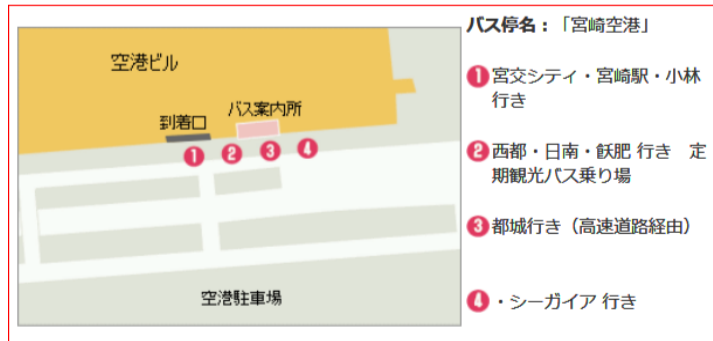 空港ビル
到着口
バス案内所
1 2 3 4
空港駐車場
バス停名：「宮崎空港」
1 宮交シティ・宮崎駅・小林
行き
2 西都・日南・飫肥 行き　定
期観光バス乗り場
3 都城行き（高速道路経由）
4 ・シーガイア 行き